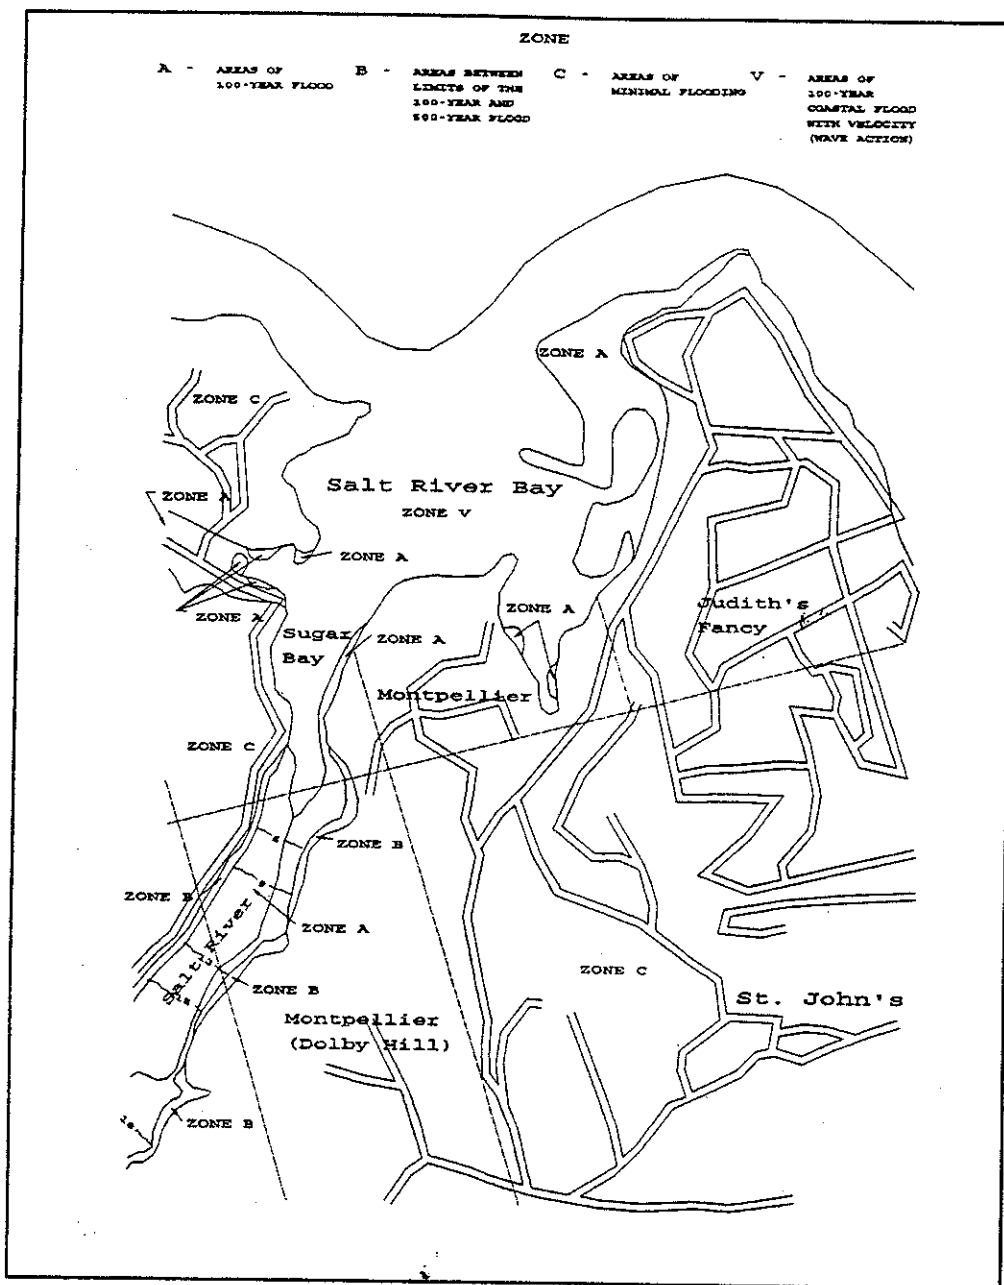 ZONE
A - AREAS OF
100-YEAR FLOOD
B - AREAS BETWEEN
LIMITS OF THE
100-YEAR AND
500-YEAR FLOOD
C - AREAS OF
MINIMAL FLOODING
V - AREAS OF
100-YEAR
COASTAL FLOOD
WITH VELOCITY
(WAVE ACTION)
ZONE A
ZONE C
Salt River Bay
ZONE V
ZONE A
ZONE A
ZONE A
ZONE A
Judith's
Fancy
Sugar
Bay
ZONE A
Montpellier
ZONE C
ZONE B
ZONE B
ZONE A
Salt River
ZONE C
ZONE B
St. John's
Montpellier
(Dolby Hill)
ZONE B